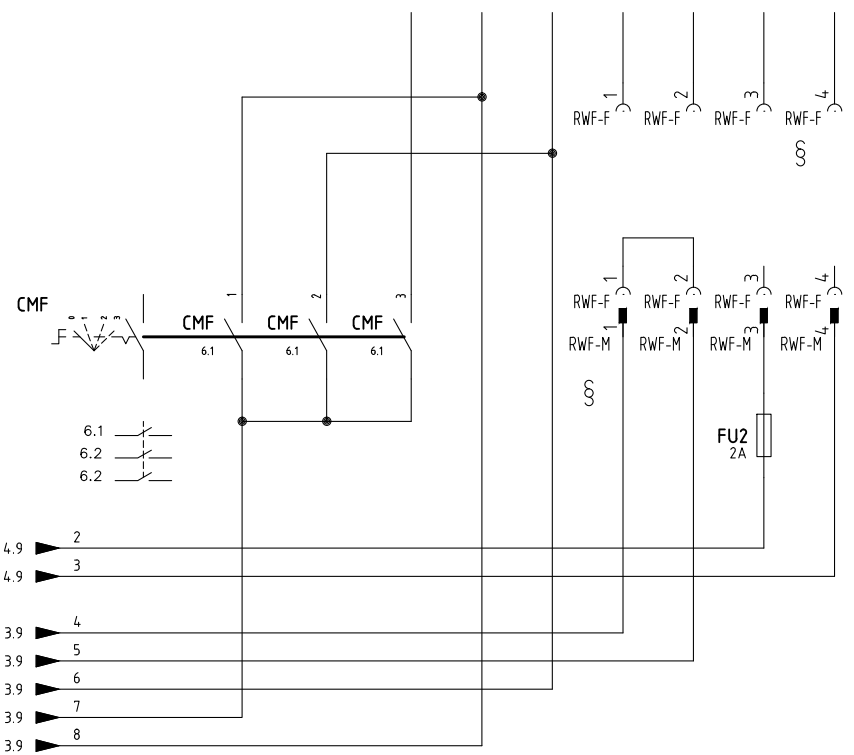 1 2 3 4
RWF-F RWF-F RWF-F RWF-F
§
1 2 3 4
1 2 3
CMF
0 1 2 3
CMF CMF CMF
6.1 6.1 6.1
RWF-F RWF-F RWF-F RWF-F
1 2 3 4
RWF-M RWF-M RWF-M RWF-M
§
6.1
6.2
6.2
FU2
2A
4.9 2
4.9 3
3.9 4
3.9 5
3.9 6
3.9 7
3.9 8